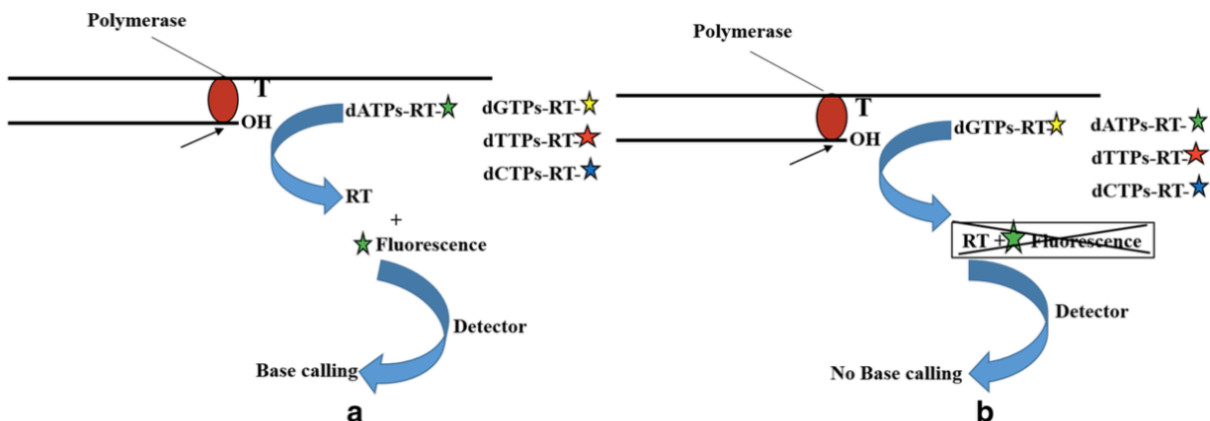 Polymerase
T
OH
dATPs-RT-
dGTPs-RT-
dTTPs-RT-
dCTPs-RT-
RT
+
Fluorescence
Detector
Base calling
a
Polymerase
T
OH
dGTPs-RT-
dATPs-RT-
dTTPs-RT-
dCTPs-RT-
RT + Fluorescence
Detector
No Base calling
b